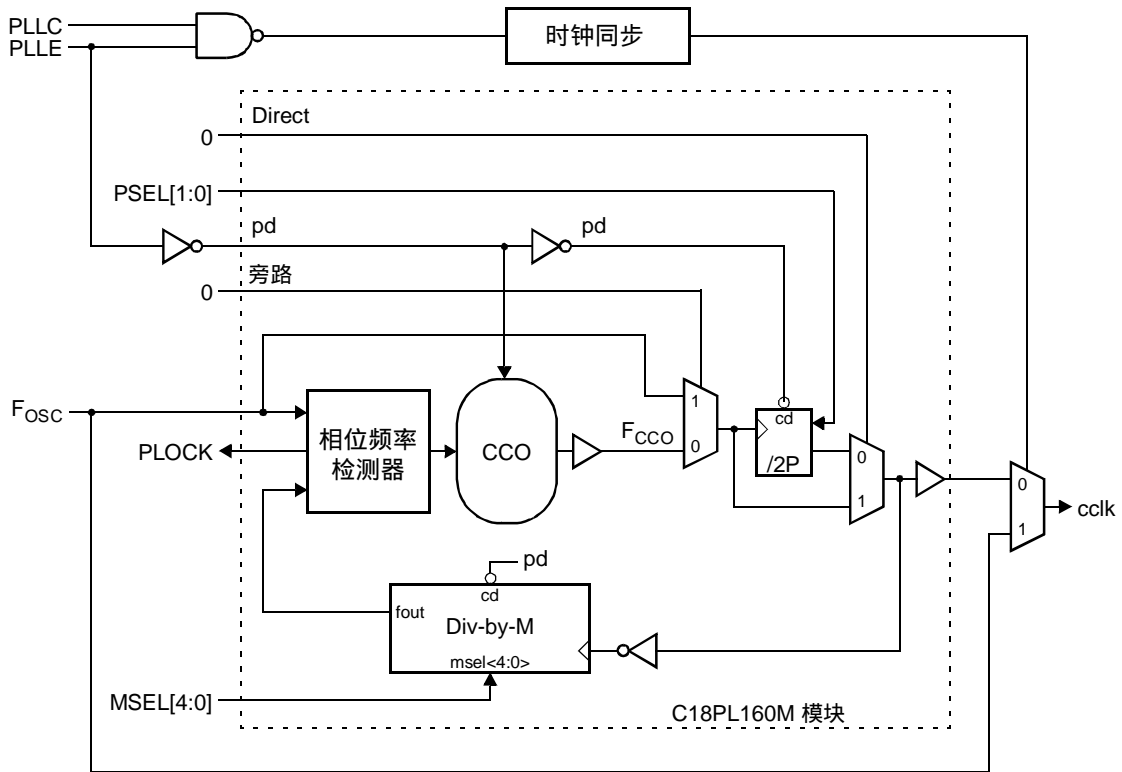 PLLC
PLLE
时钟同步
Direct
0
PSEL[1:0]
pd
pd
旁路
0
1
FOSC
相位频率
检测器
CCO
FCCO
0
cd
/2P
0
1
PLOCK
0
1
cclk
pd
cd
fout
Div-by-M
msel<4:0>
MSEL[4:0]
C18PL160M 模块